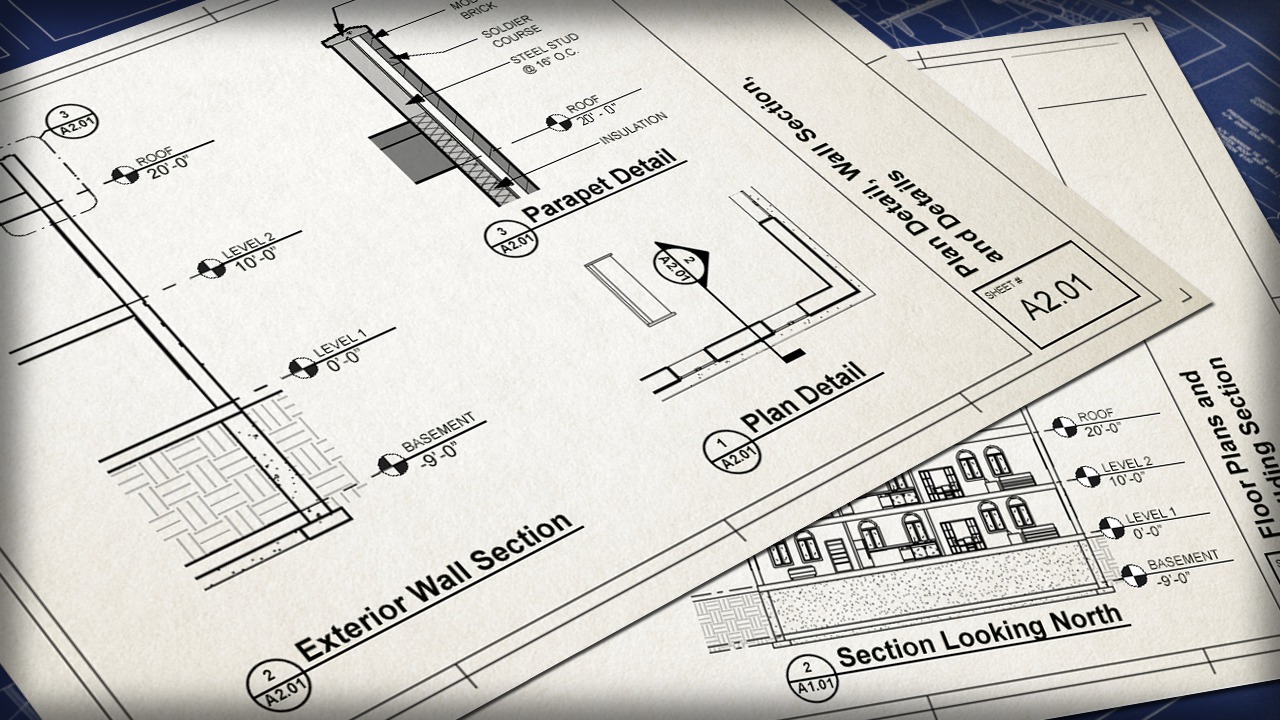 3
A2.01
ROOF
20'-0"
LEVEL 2
10'-0"
LEVEL 1
0'-0"
BASEMENT
-9'-0"
2
A2.01
Exterior Wall Section
BRICK
SOLDIER
COURSE
STEEL STUD
@ 16" O.C.
ROOF
20'-0"
INSULATION
3
A2.01
Parapet Detail
2
A2.01
1
A2.01
Plan Detail
Plan Detail, Wall Section,
and Details
SHEET #
A2.01
ROOF
20'-0"
LEVEL 2
10'-0"
LEVEL 1
0'-0"
BASEMENT
-9'-0"
2
A1.01
Section Looking North
Floor Plans and
Section